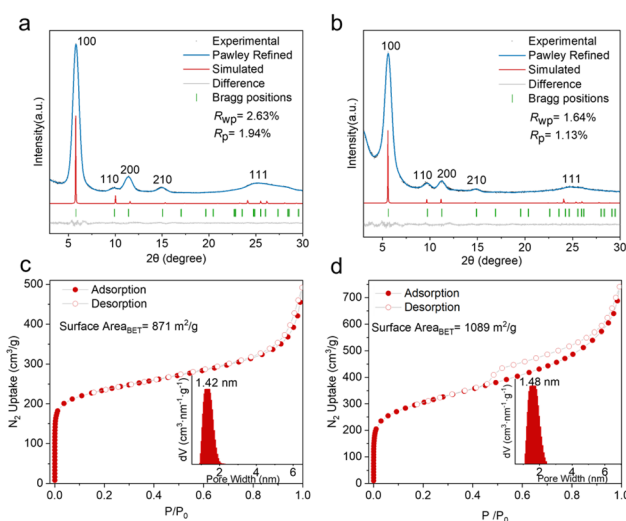 a
100
Experimental
Pawley Refined
Simulated
Difference
Bragg positions
Rwp= 2.63%
Rp= 1.94%
110
200
210
111
Intensity(a.u.)
5 10 15 20 25 30
2θ (degree)
b
100
Experimental
Pawley Refined
Simulated
Difference
Bragg positions
Rwp= 1.64%
Rp= 1.13%
110
200
210
111
Intensity(a.u.)
5 10 15 20 25 30
2θ (degree)
c
500
400
300
200
100
0
N2 Uptake (cm3/g)
Adsorption
Desorption
Surface AreaBET= 871 m2/g
1.42 nm
dV (cm3·nm-1·g-1)
2 4 6
Pore Width (nm)
0.0 0.2 0.4 0.6 0.8 1.0
P/P0
d
700
600
500
400
300
200
100
0
N2 Uptake (cm3/g)
Adsorption
Desorption
Surface AreaBET= 1089 m2/g
1.48 nm
dV (cm3·nm-1·g-1)
2 4 6
Pore Width (nm)
0.0 0.2 0.4 0.6 0.8 1.0
P /P0